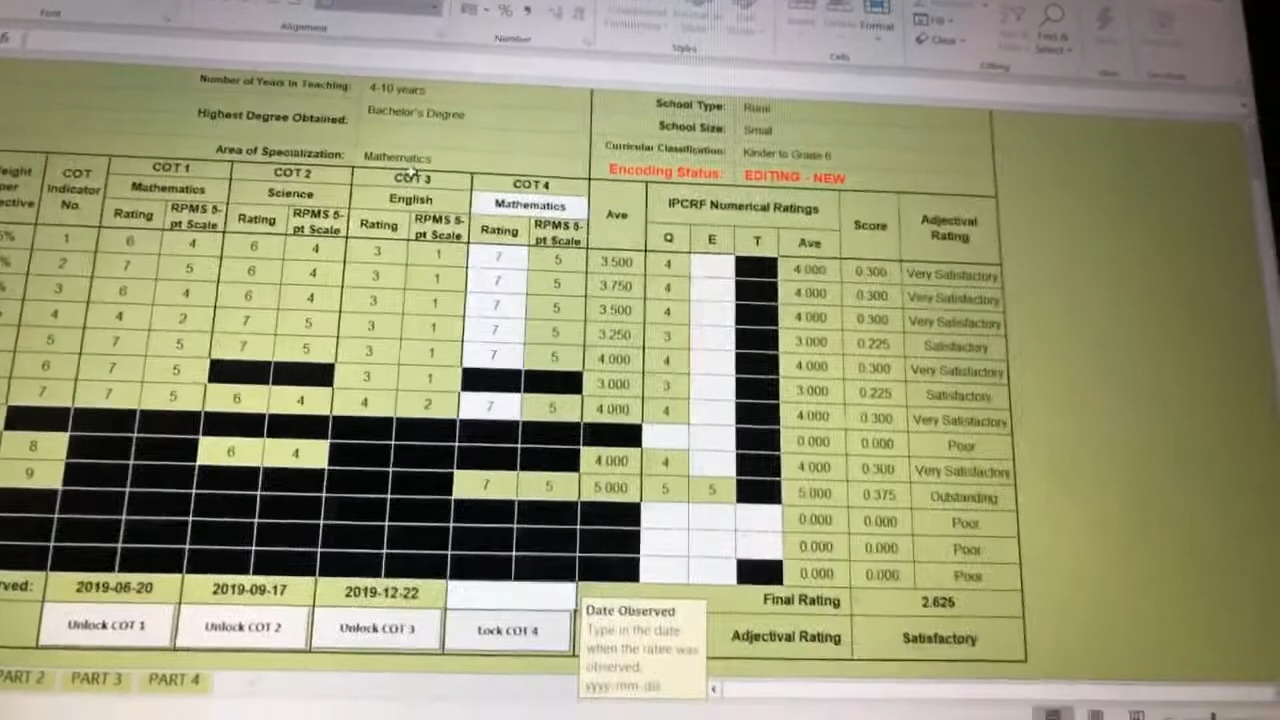 Font
Alignment
Number
Styles
Cells
Editing
Format
Fill
Clear
Find &
Select
Number of Years in Teaching: 4-10 years
Highest Degree Obtained: Bachelor's Degree
Area of Specialization: Mathematics
School Type: Rural
School Size: Small
Curricular Classification: Kinder to Grade 6
Encoding Status: EDITING - NEW
COT Indicator No. COT 1 COT 2 COT 3 COT 4 Ave IPCRF Numerical Ratings Score Adjectival Rating
Mathematics Science English Mathematics
Rating RPMS 5-pt Scale Rating RPMS 5-pt Scale Rating RPMS 5-pt Scale Rating RPMS 5-pt Scale Q E T Ave
1 6 4 6 4 3 1 7 5 3.500 4 4.000 0.300 Very Satisfactory
2 7 5 6 4 3 1 7 5 3.750 4 4.000 0.300 Very Satisfactory
3 6 4 6 4 3 1 7 5 3.500 4 4.000 0.300 Very Satisfactory
4 4 2 7 5 3 1 7 5 3.250 3 3.000 0.225 Satisfactory
5 7 5 7 5 3 1 7 5 4.000 4 4.000 0.300 Very Satisfactory
6 7 5 3 1 3.000 3 3.000 0.225 Satisfactory
7 7 5 6 4 4 2 7 5 4.000 4 4.000 0.300 Very Satisfactory
0.000 0.000 Poor
8 6 4 4.000 4 4.000 0.300 Very Satisfactory
9 7 5 5.000 5 5 5.000 0.375 Outstanding
0.000 0.000 Poor
0.000 0.000 Poor
0.000 0.000 Poor
2019-06-20 2019-09-17 2019-12-22 Final Rating 2.625
Unlock COT 1 Unlock COT 2 Unlock COT 3 Lock COT 4 Adjectival Rating Satisfactory
Date Observed
Type in the date
when the ratee was
observed.
yyyy-mm-dd
PART 2 PART 3 PART 4